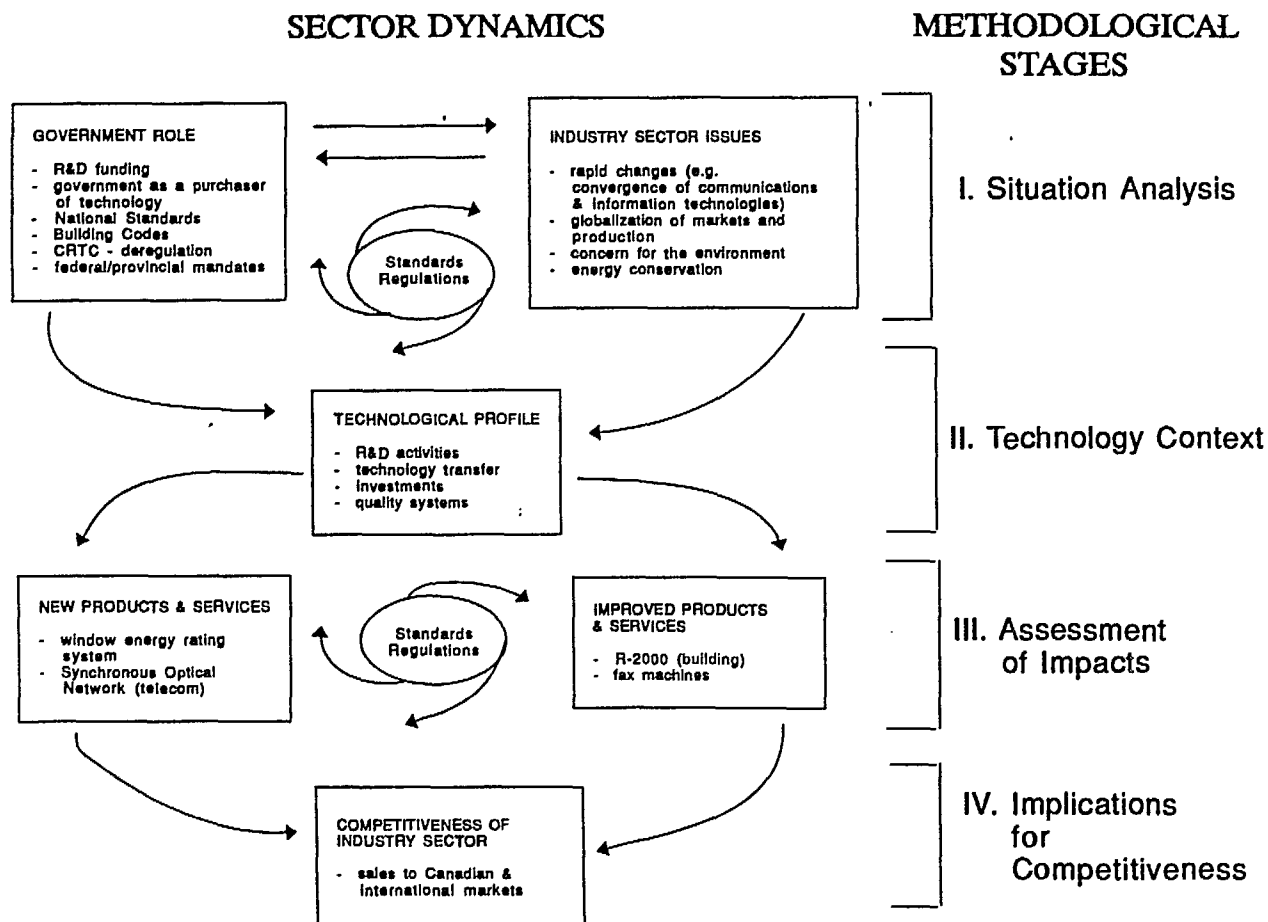 SECTOR DYNAMICS
METHODOLOGICAL
STAGES
GOVERNMENT ROLE
- R&D funding
- government as a purchaser
of technology
- National Standards
- Building Codes
- CRTC - deregulation
- federal/provincial mandates
Standards
Regulations
INDUSTRY SECTOR ISSUES
- rapid changes (e.g.
convergence of communications
& information technologies)
- globalization of markets and
production
- concern for the environment
- energy conservation
I. Situation Analysis
TECHNOLOGICAL PROFILE
- R&D activities
- technology transfer
- investments
- quality systems
II. Technology Context
NEW PRODUCTS & SERVICES
- window energy rating
system
- Synchronous Optical
Network (telecom)
Standards
Regulations
IMPROVED PRODUCTS
& SERVICES
- R-2000 (building)
- fax machines
III. Assessment
of Impacts
COMPETITIVENESS OF
INDUSTRY SECTOR
- sales to Canadian &
international markets
IV. Implications
for
Competitiveness